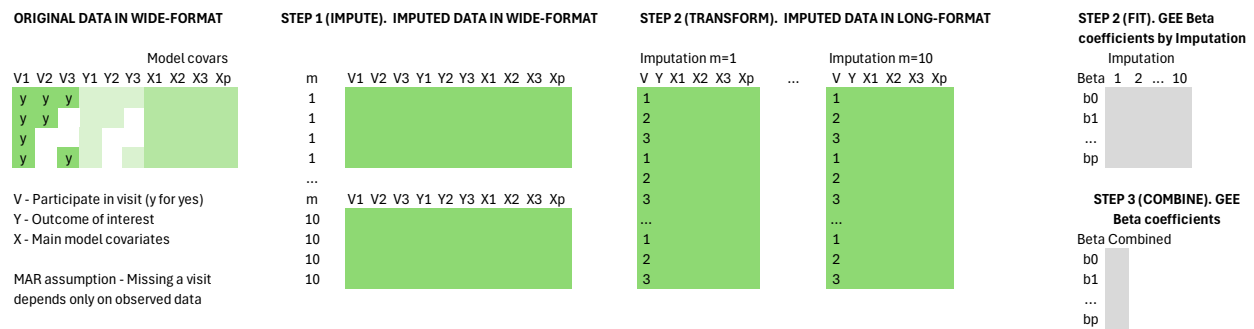 ORIGINAL DATA IN WIDE-FORMAT
Model covars
V1 V2 V3 Y1 Y2 Y3 X1 X2 X3 Xp
y y y
y y
y
y y
V - Participate in visit (y for yes)
Y - Outcome of interest
X - Main model covariates
MAR assumption - Missing a visit
depends only on observed data
STEP 1 (IMPUTE). IMPUTED DATA IN WIDE-FORMAT
m V1 V2 V3 Y1 Y2 Y3 X1 X2 X3 Xp
1
1
1
1
...
m V1 V2 V3 Y1 Y2 Y3 X1 X2 X3 Xp
10
10
10
10
STEP 2 (TRANSFORM). IMPUTED DATA IN LONG-FORMAT
Imputation m=1 Imputation m=10
V Y X1 X2 X3 Xp ... V Y X1 X2 X3 Xp
1 1
2 2
3 3
1 1
2 2
3 3
... ...
1 1
2 2
3 3
STEP 2 (FIT). GEE Beta
coefficients by Imputation
Imputation
Beta 1 2 ... 10
b0
b1
...
bp
STEP 3 (COMBINE). GEE
Beta coefficients
Beta Combined
b0
b1
...
bp